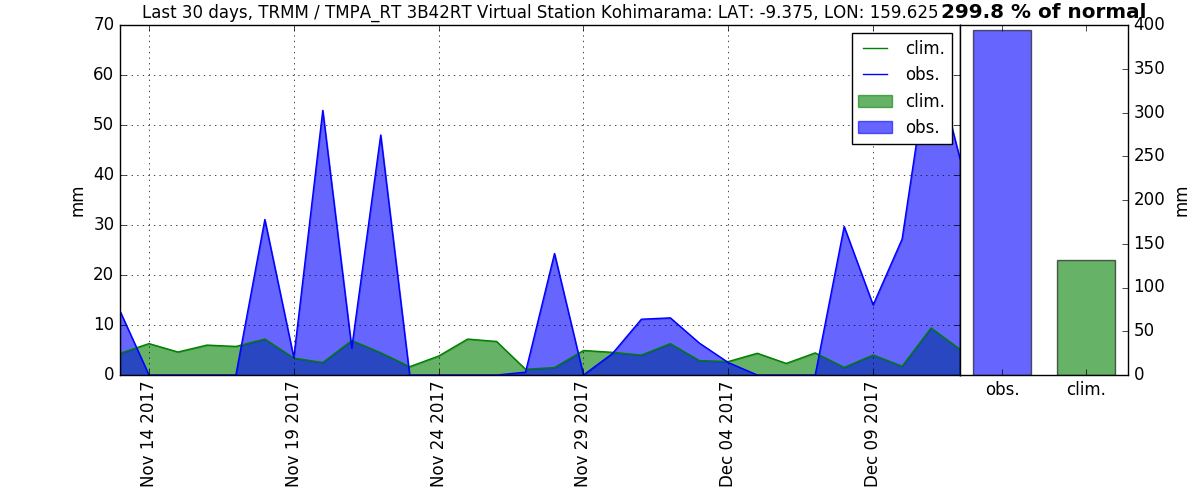 Last 30 days, TRMM / TMPA_RT 3B42RT Virtual Station Kohimarama: LAT: -9.375, LON: 159.625
299.8 % of normal
70
60
50
40
30
20
10
0
mm
clim.
obs.
clim.
obs.
400
350
300
250
200
150
100
50
0
mm
obs.
clim.
Nov 14 2017
Nov 19 2017
Nov 24 2017
Nov 29 2017
Dec 04 2017
Dec 09 2017